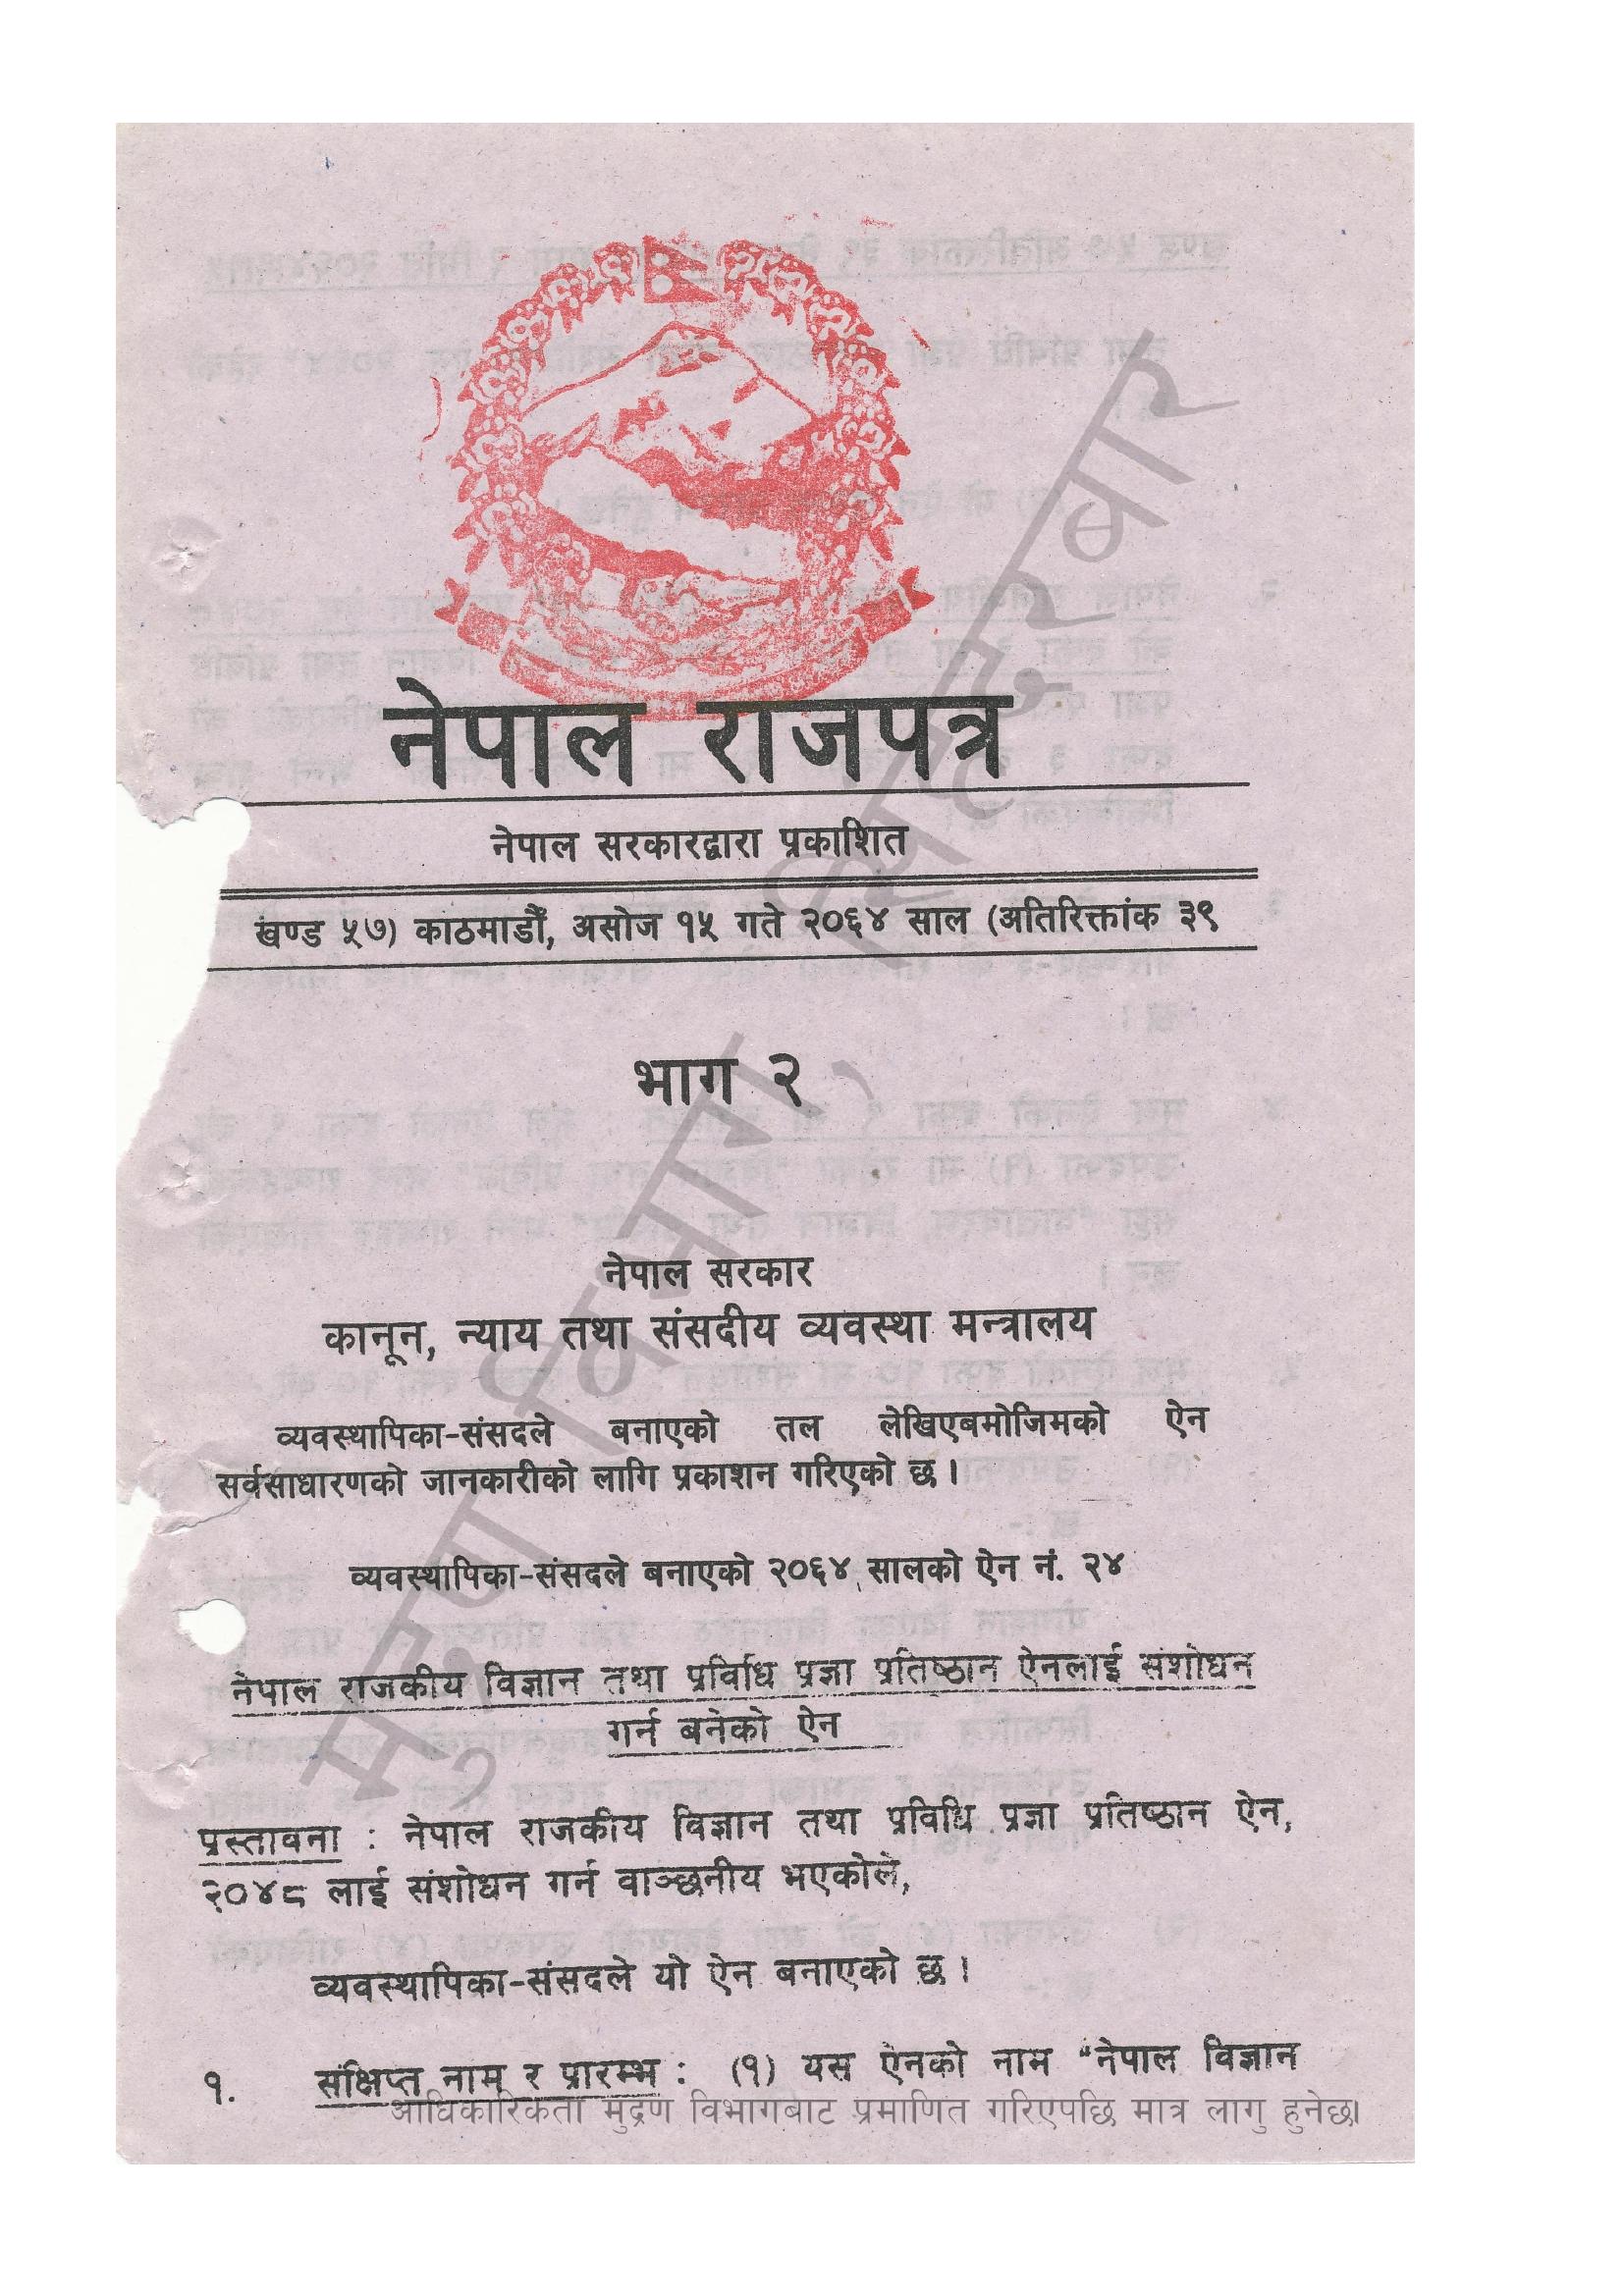 नेपाल राजपत्र
नेपाल सरकारद्वारा प्रकाशित
खण्ड ५७) काठमाडौँ, असोज १५ गते २०६४ साल (अतिरिक्तांक ३९
भाग २
नेपाल सरकार
कानून, न्याय तथा संसदीय व्यवस्था मन्त्रालय
व्यवस्थापिका-संसदले बनाएको तल लेखिएबमोजिमको ऐन
सर्वसाधारणको जानकारीको लागि प्रकाशन गरिएको छ ।
व्यवस्थापिका-संसदले बनाएको २०६४ सालको ऐन नं. २४
नेपाल राजकीय विज्ञान तथा प्रविधि प्रज्ञा प्रतिष्ठान ऐनलाई संशोधन
गर्न बनेको ऐन
प्रस्तावना : नेपाल राजकीय विज्ञान तथा प्रविधि प्रज्ञा प्रतिष्ठान ऐन,
२०४८ लाई संशोधन गर्न वाञ्छनीय भएकोले,
व्यवस्थापिका-संसदले यो ऐन बनाएको छ ।
१. संक्षिप्त नाम र प्रारम्भ : (१) यस ऐनको नाम "नेपाल विज्ञान
आधिकारिकता मुद्रण विभागबाट प्रमाणित गरिएपछि मात्र लागु हुनेछ।
मुद्रण विभाग, सिंहदरवार